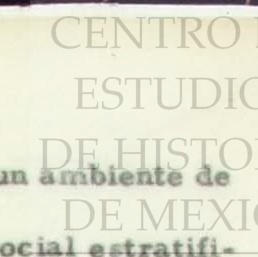 CENTRO
ESTUDIO
DE HISTO
un ambiente de
DE MEXIC
ocial estratifi-